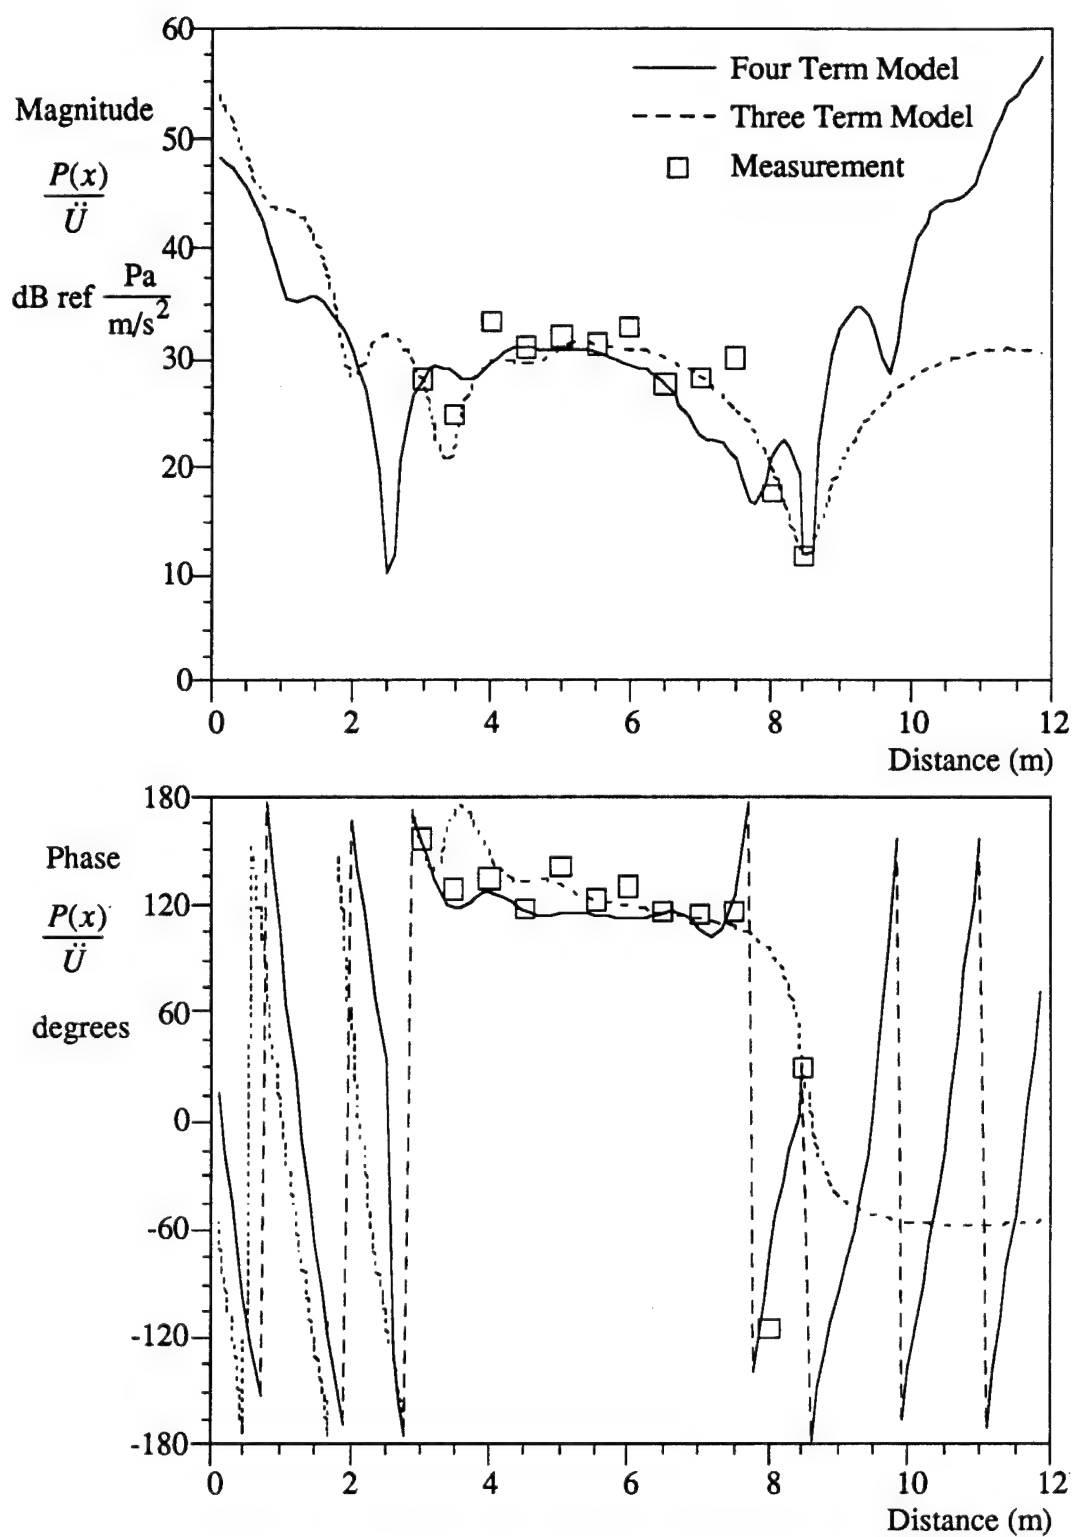 60
50
40
30
20
10
0
Magnitude
P(x)
Ü
dB ref Pa
m/s²
Four Term Model
Three Term Model
Measurement
0 2 4 6 8 10 12
Distance (m)
180
120
60
0
-60
-120
-180
Phase
P(x)
Ü
degrees
0 2 4 6 8 10 12
Distance (m)